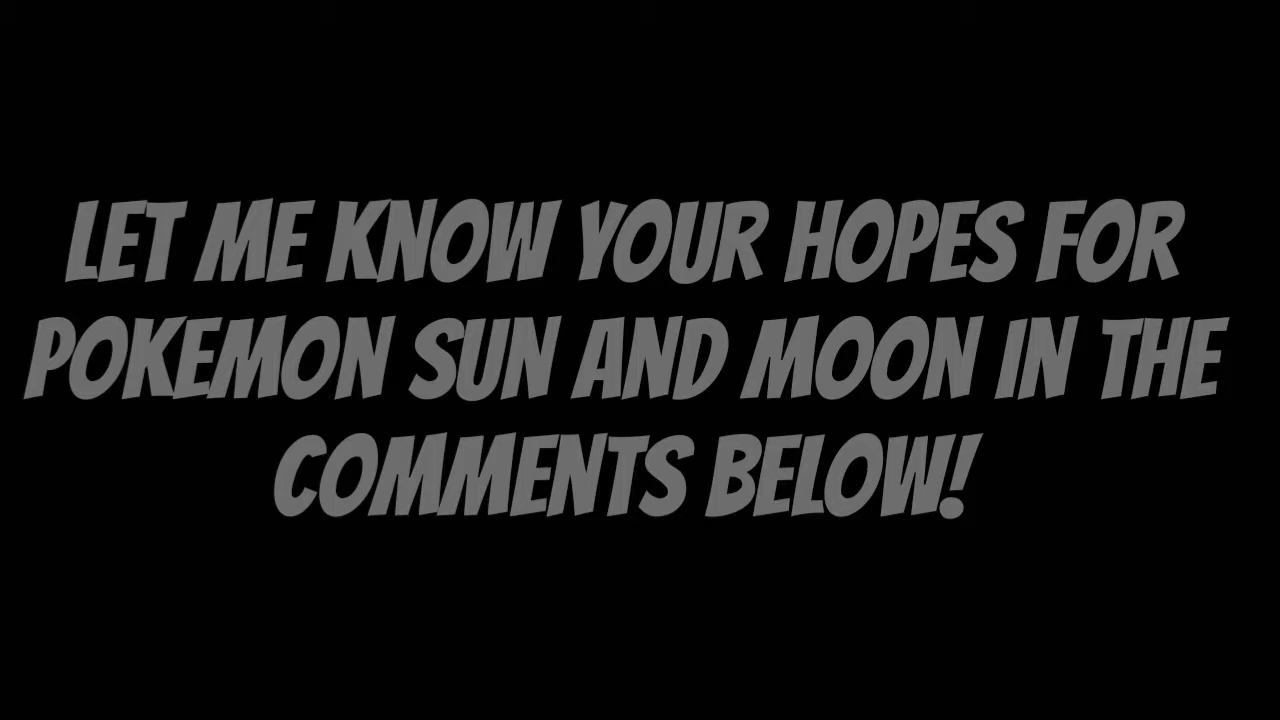 LET ME KNOW YOUR HOPES FOR
POKEMON SUN AND MOON IN THE
COMMENTS BELOW!